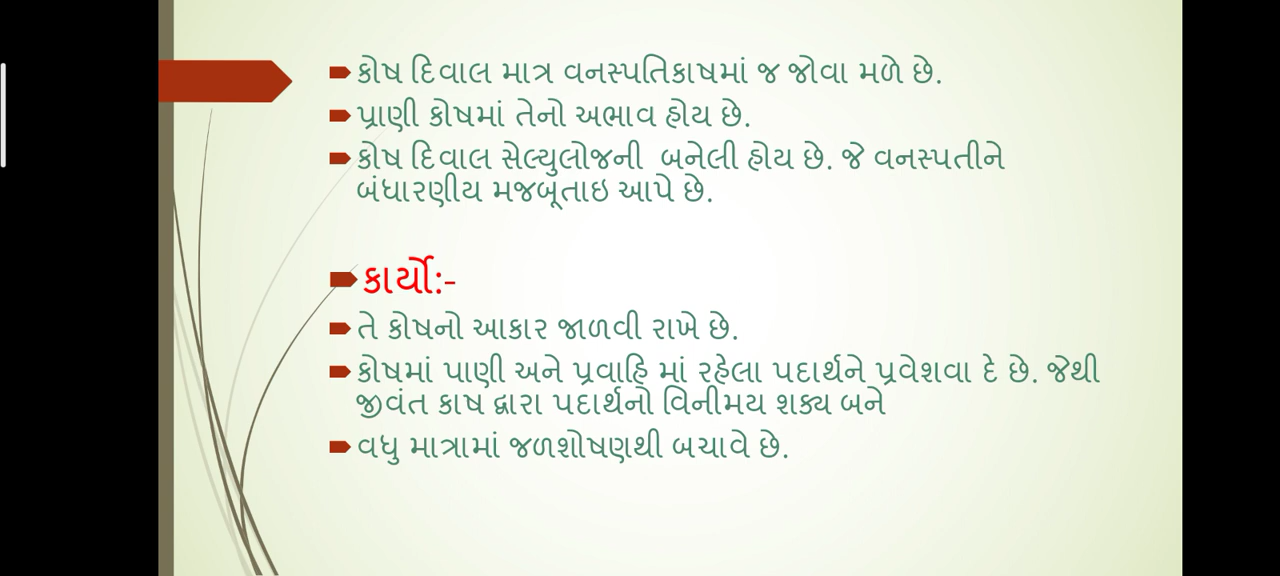 કોષ દિવાલ માત્ર વનસ્પતિકાષમાં જ જોવા મળે છે.
પ્રાણી કોષમાં તેનો અભાવ હોય છે.
કોષ દિવાલ સેલ્યુલોજની બનેલી હોય છે. જે વનસ્પતીને
બંધારણીય મજબૂતાઇ આપે છે.
કાર્યો:-
તે કોષનો આકાર જાળવી રાખે છે.
કોષમાં પાણી અને પ્રવાહિ માં રહેલા પદાર્થને પ્રવેશવા દે છે. જેથી
જીવંત કાષ દ્વારા પદાર્થનો વિનીમય શક્ય બને
વધુ માત્રામાં જળશોષણથી બચાવે છે.